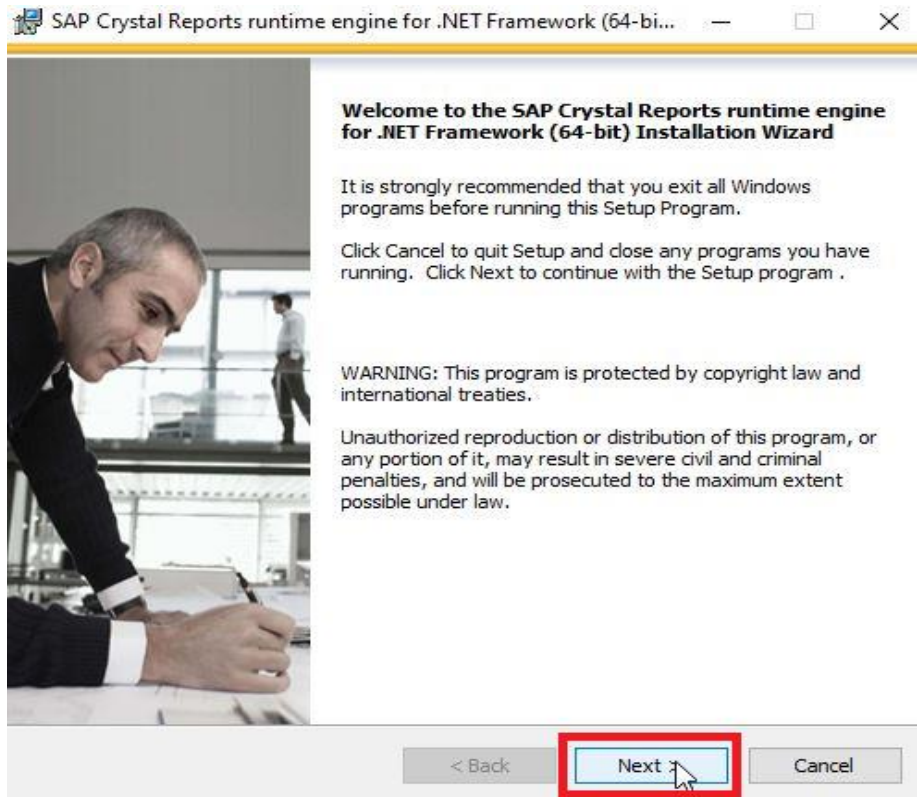 SAP Crystal Reports runtime engine for .NET Framework (64-bi...
Welcome to the SAP Crystal Reports runtime engine
for .NET Framework (64-bit) Installation Wizard
It is strongly recommended that you exit all Windows
programs before running this Setup Program.
Click Cancel to quit Setup and close any programs you have
running.  Click Next to continue with the Setup program .
WARNING: This program is protected by copyright law and
international treaties.
Unauthorized reproduction or distribution of this program, or
any portion of it, may result in severe civil and criminal
penalties, and will be prosecuted to the maximum extent
possible under law.
< Back
Next >
Cancel